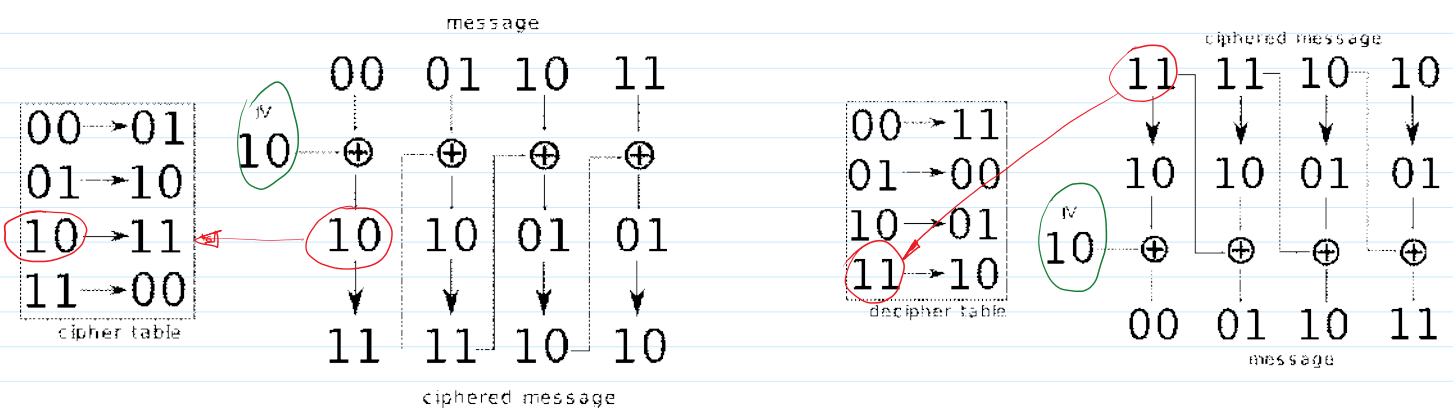 message
00 01 10 11
IV
10
00 01
01 10
10 11
11 00
cipher table
10 10 01 01
11 11 10 10
ciphered message
ciphered message
11 11 10 10
00 11
01 00
10 01
11 10
decipher table
10 10 01 01
IV
10
00 01 10 11
message